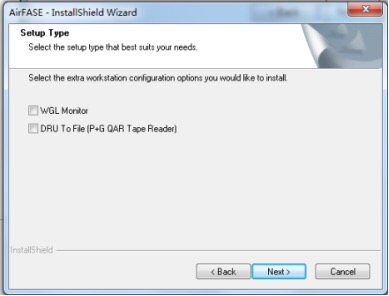 AirFASE - InstallShield Wizard
Setup Type
Select the setup type that best suits your needs.
Select the extra workstation configuration options you would like to install.
WGL Monitor
DRU To File (P+G QAR Tape Reader)
InstallShield
< Back
Next >
Cancel